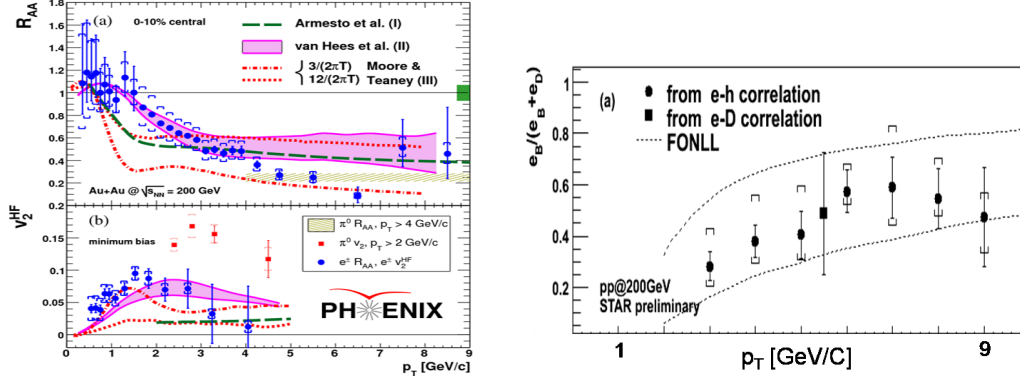 R_AA
(a)
0-10% central
Armesto et al. (I)
van Hees et al. (II)
3/(2πT) Moore &
12/(2πT) Teaney (III)
1.6
1.4
1.2
1
0.8
0.6
0.4
0.2
Au+Au @ √s_NN = 200 GeV
v_2^HF
(b)
minimum bias
π⁰ R_AA, p_T > 4 GeV/c
π⁰ v_2, p_T > 2 GeV/c
e± R_AA, e± v_2^HF
0.2
0.15
0.1
0.05
0
PHENIX
0 1 2 3 4 5 6 7 8 9
p_T [GeV/c]
e_B/(e_B+e_D)
1
0.8
0.6
0.4
0.2
(a)
from e-h correlation
from e-D correlation
FONLL
pp@200GeV
STAR preliminary
1 9
p_T [GeV/C]